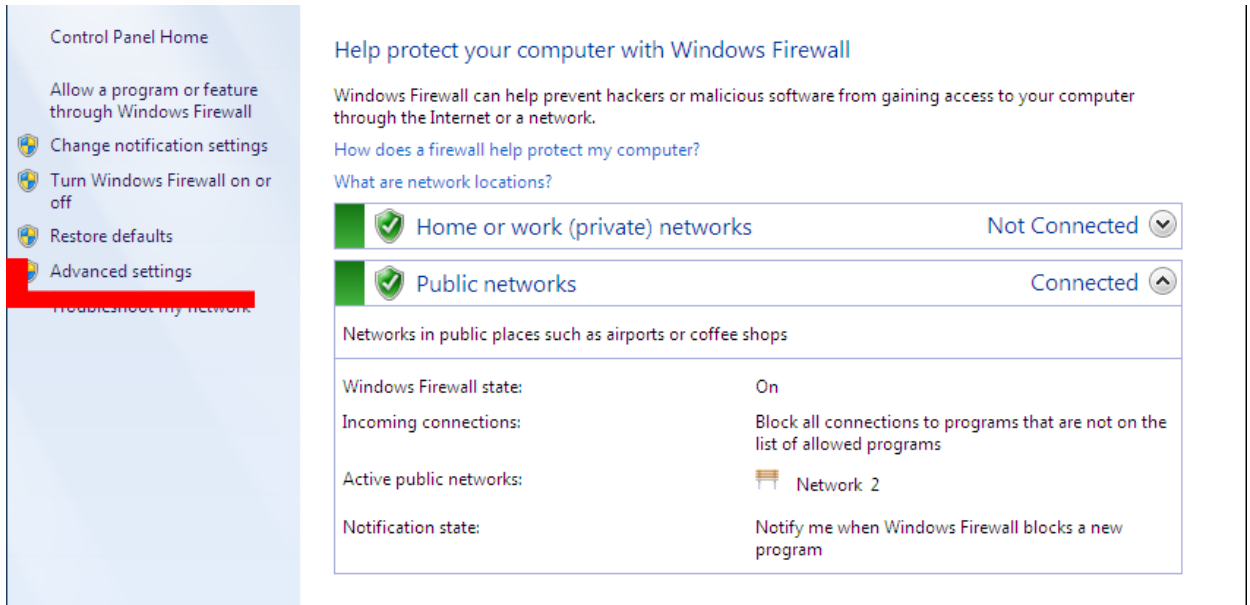 Control Panel Home
Allow a program or feature
through Windows Firewall
Change notification settings
Turn Windows Firewall on or
off
Restore defaults
Advanced settings
Troubleshoot my network
Help protect your computer with Windows Firewall
Windows Firewall can help prevent hackers or malicious software from gaining access to your computer
through the Internet or a network.
How does a firewall help protect my computer?
What are network locations?
Home or work (private) networks Not Connected
Public networks Connected
Networks in public places such as airports or coffee shops
Windows Firewall state: On
Incoming connections: Block all connections to programs that are not on the
list of allowed programs
Active public networks: Network 2
Notification state: Notify me when Windows Firewall blocks a new
program